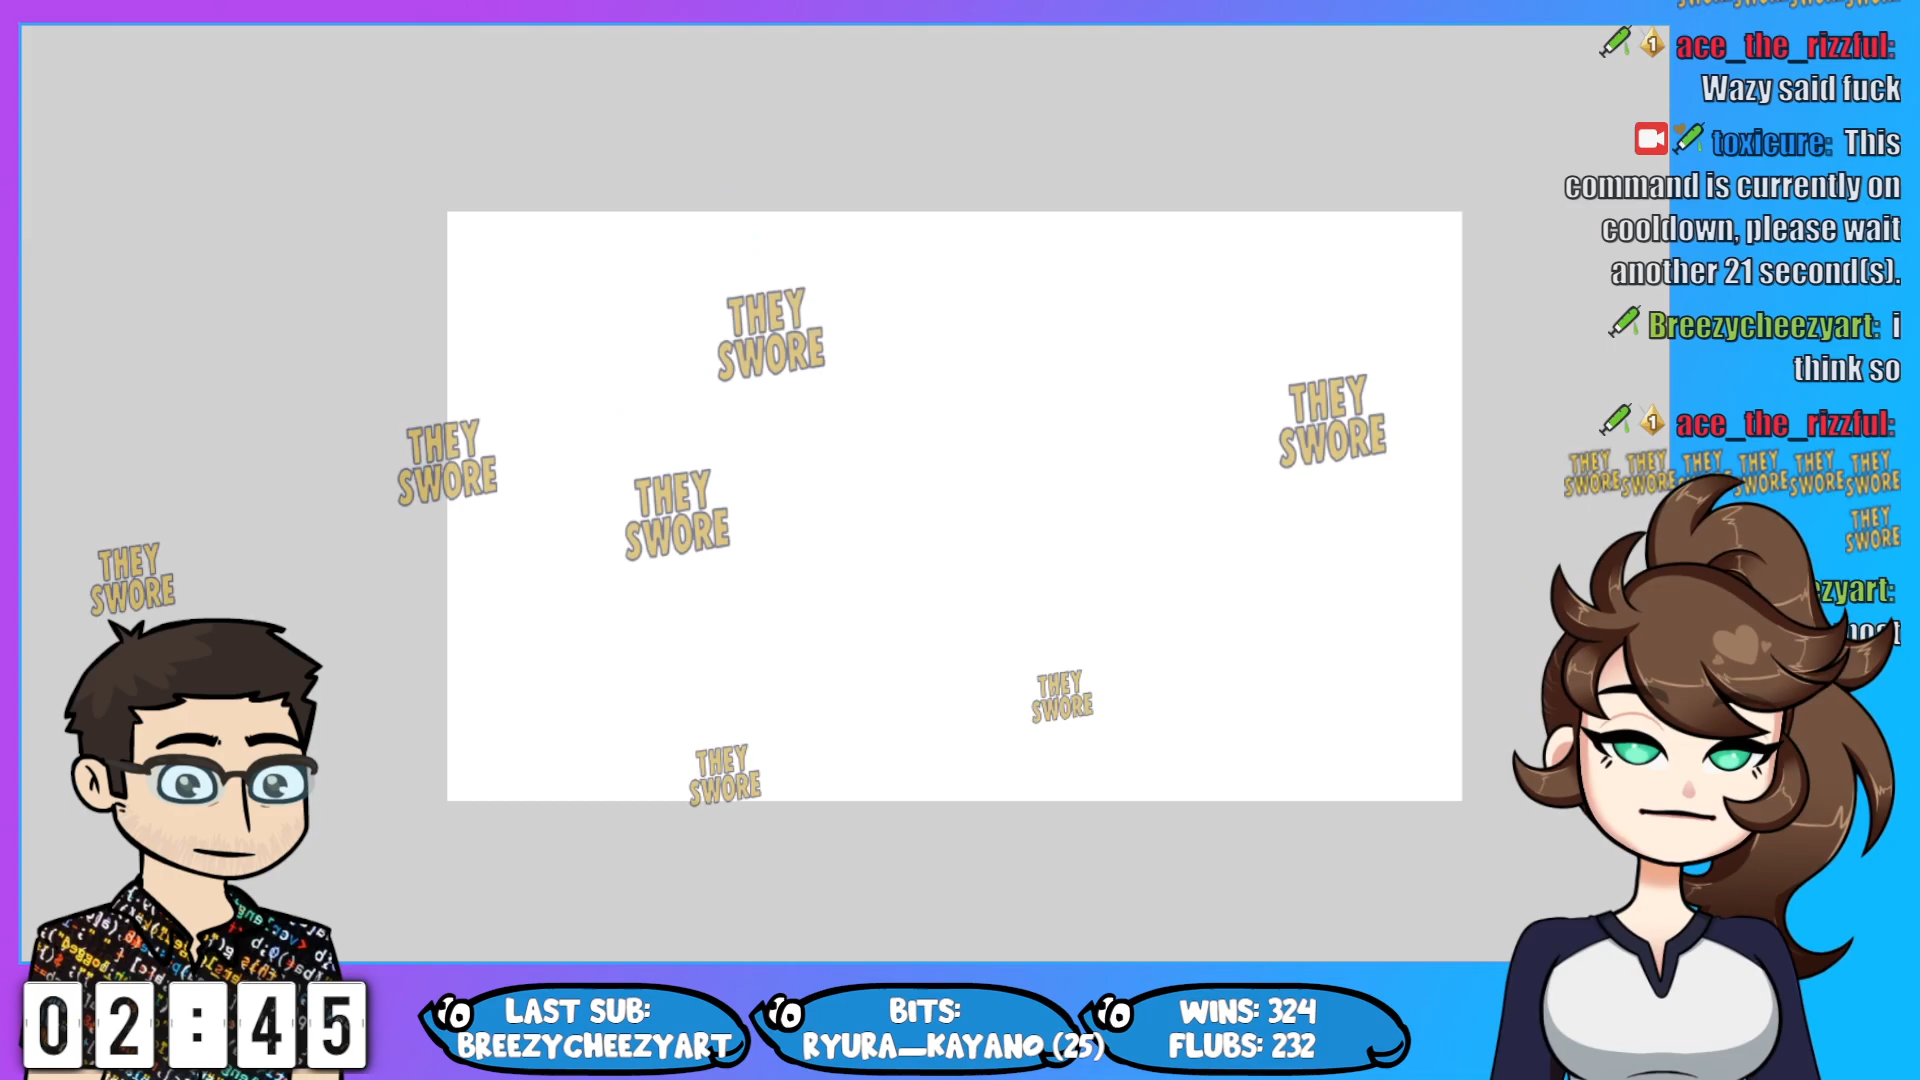 ace_the_rizzful:
Wazy said fuck
toxicure: This
command is currently on
cooldown, please wait
another 21 second(s).
Breezycheezyart: i
think so
ace_the_rizzful:
THEY SWORE THEY SWORE THEY SWORE THEY SWORE THEY SWORE THEY SWORE
THEY SWORE
zyart:
THEY
SWORE
THEY
SWORE
THEY
SWORE
THEY
SWORE
THEY
SWORE
THEY
SWORE
THEY
SWORE
02:45
LAST SUB:
BREEZYCHEEZYART
BITS:
RYURA_KAYANO (25)
WINS: 324
FLUBS: 232